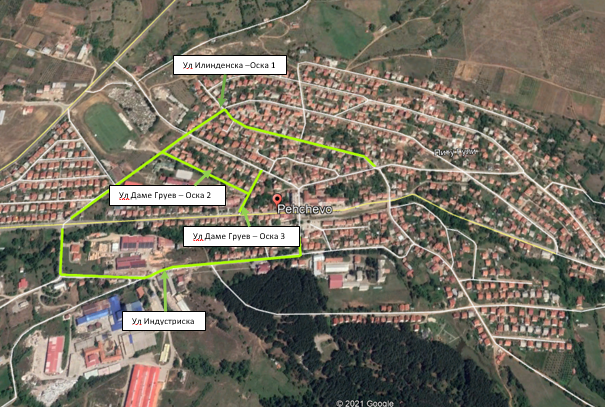 Ул Илинденска –Оска 1
Ул Даме Груев – Оска 2
Pehchevo
Ул Даме Груев – Оска 3
Ул Индустриска
© 2021 Google